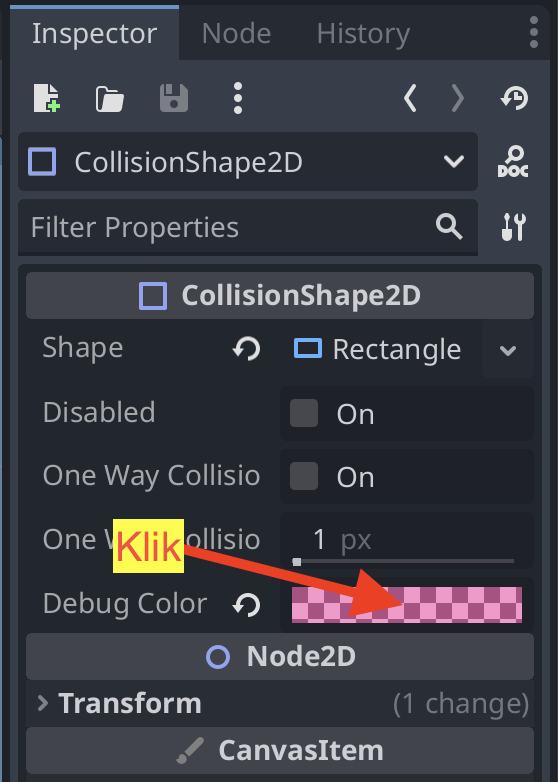 Inspector Node History
DOC
CollisionShape2D
Filter Properties
CollisionShape2D
Shape Rectangle
Disabled On
One Way Collisio On
One W ollisio 1 px
Klik
Debug Color
Node2D
Transform (1 change)
CanvasItem